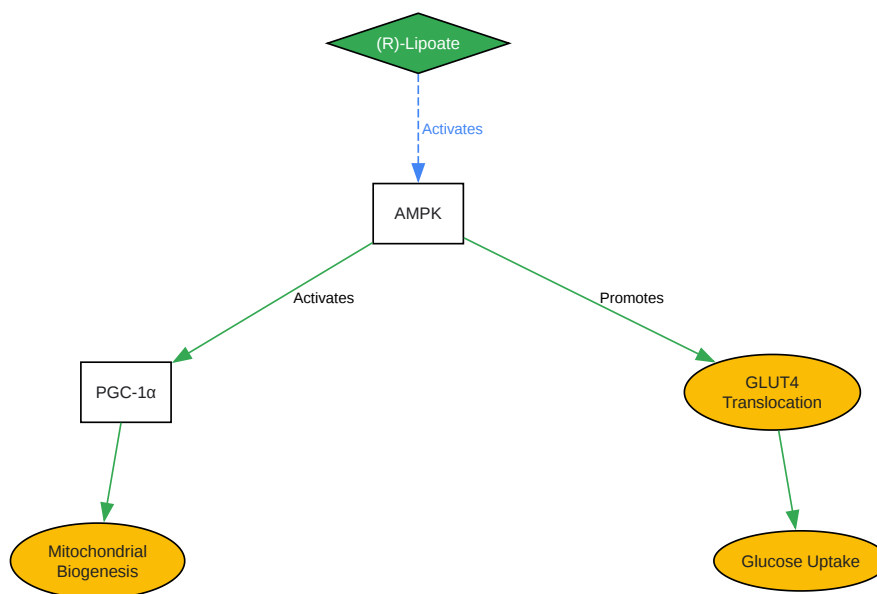 (R)-Lipoate
Activates
AMPK
Activates
Promotes
PGC-1α
GLUT4
Translocation
Mitochondrial
Biogenesis
Glucose Uptake